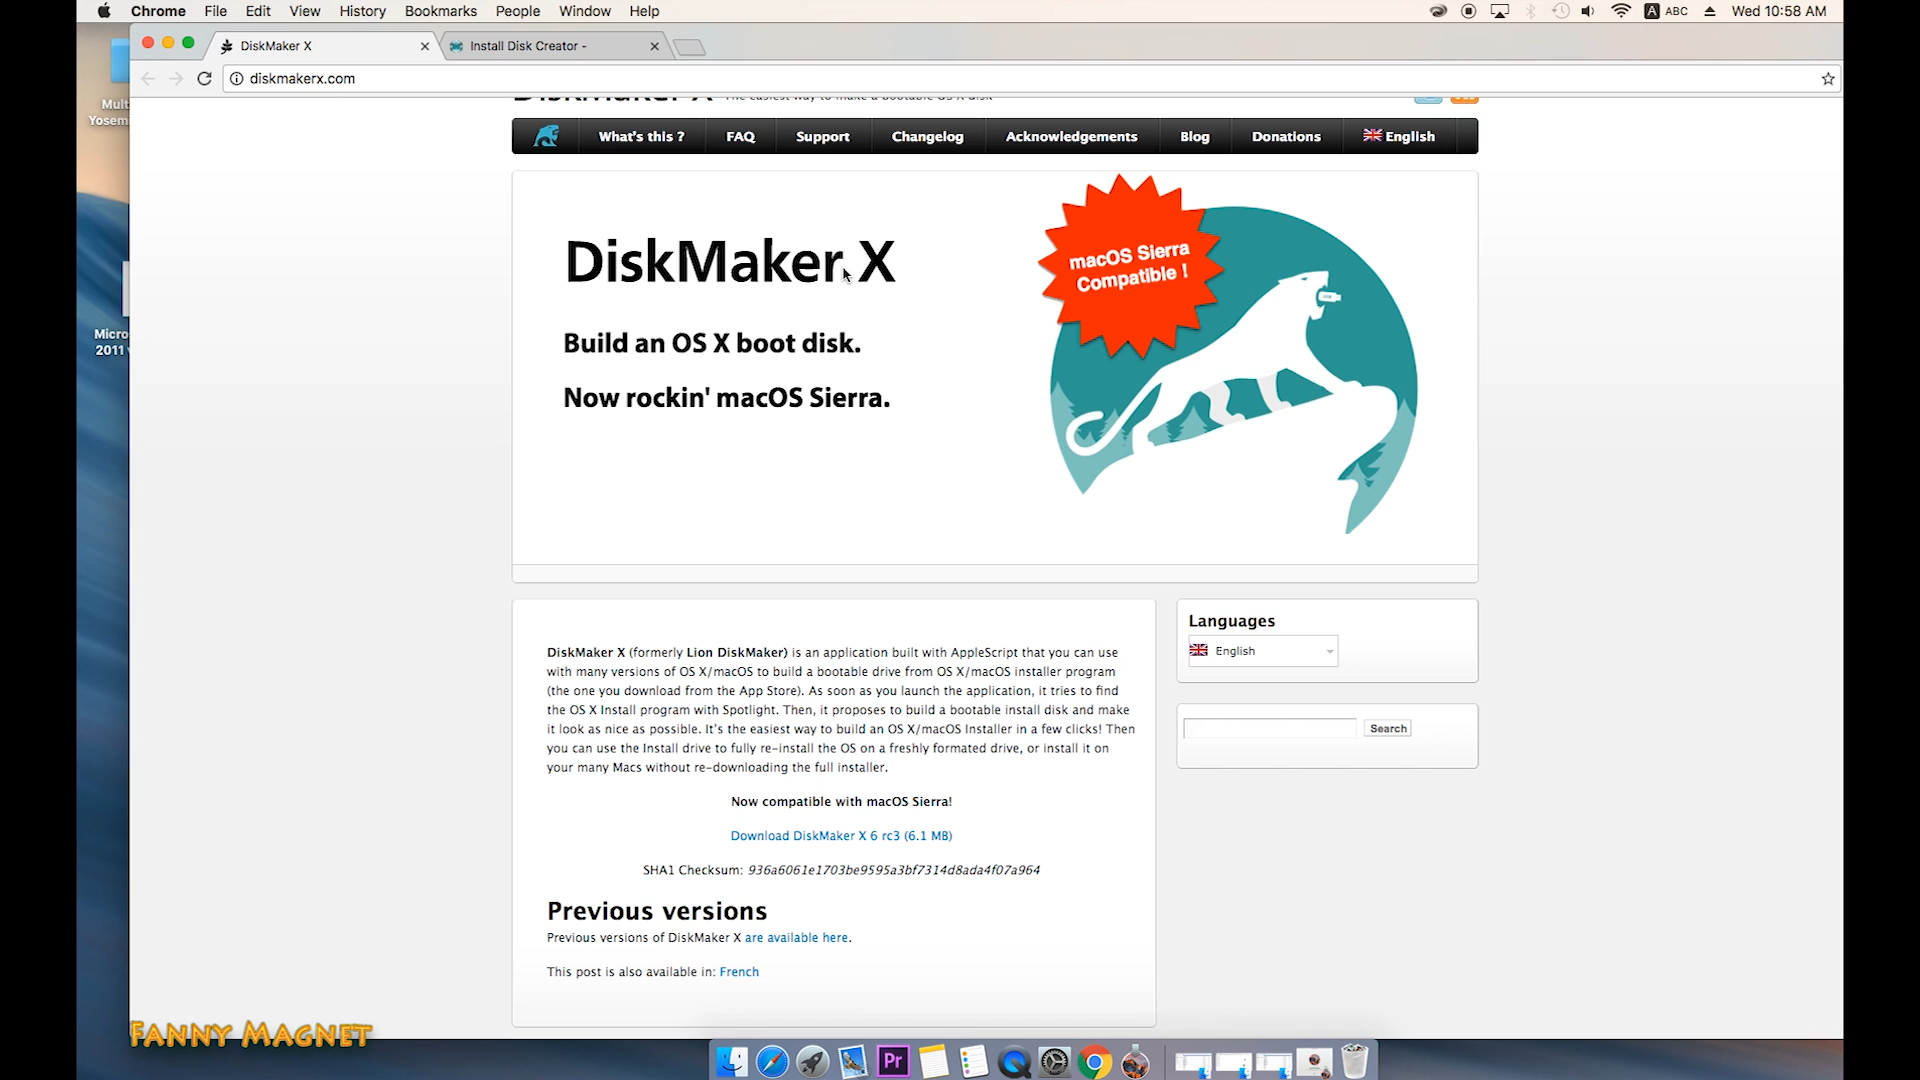 Chrome File Edit View History Bookmarks People Window Help
A ABC Wed 10:58 AM
DiskMaker X
Install Disk Creator -
diskmakerx.com
What's this ? FAQ Support Changelog Acknowledgements Blog Donations English
DiskMaker X
macOS Sierra
Compatible !
Build an OS X boot disk.
Now rockin' macOS Sierra.
Mult
Yosem
Micro
2011
DiskMaker X (formerly Lion DiskMaker) is an application built with AppleScript that you can use
with many versions of OS X/macOS to build a bootable drive from OS X/macOS installer program
(the one you download from the App Store). As soon as you launch the application, it tries to find
the OS X Install program with Spotlight. Then, it proposes to build a bootable install disk and make
it look as nice as possible. It's the easiest way to build an OS X/macOS Installer in a few clicks! Then
you can use the Install drive to fully re-install the OS on a freshly formated drive, or install it on
your many Macs without re-downloading the full installer.
Now compatible with macOS Sierra!
Download DiskMaker X 6 rc3 (6.1 MB)
SHA1 Checksum: 936a6061e1703be9595a3bf7314d8ada4f07a964
Previous versions
Previous versions of DiskMaker X are available here.
This post is also available in: French
Languages
English
Search
Fanny Magnet
Pr